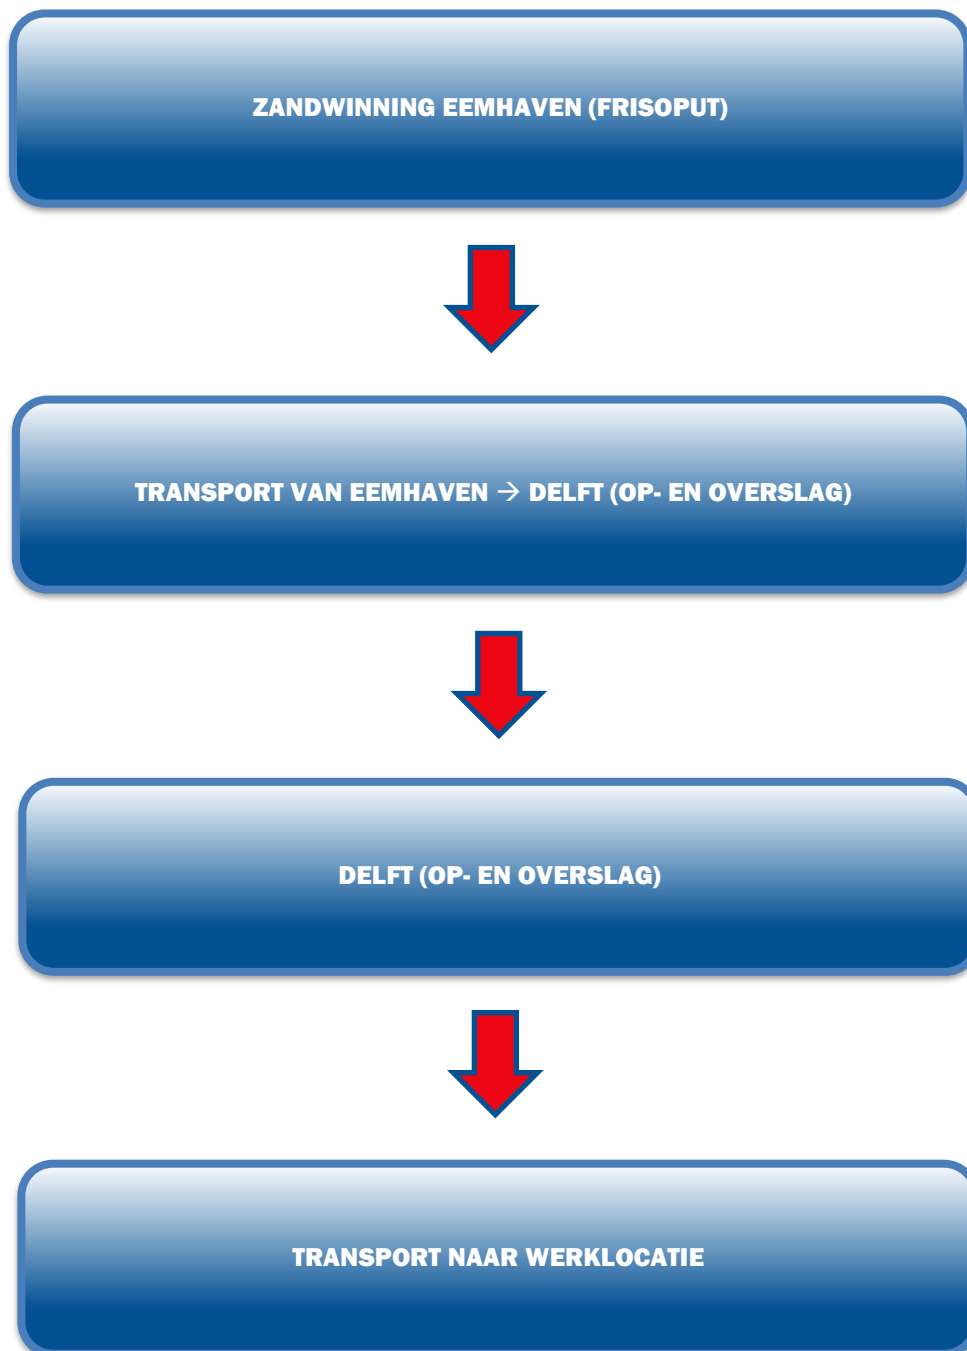 ZANDWINNING EEMHAVEN (FRISOPUT)
TRANSPORT VAN EEMHAVEN → DELFT (OP- EN OVERSLAG)
DELFT (OP- EN OVERSLAG)
TRANSPORT NAAR WERKLOCATIE